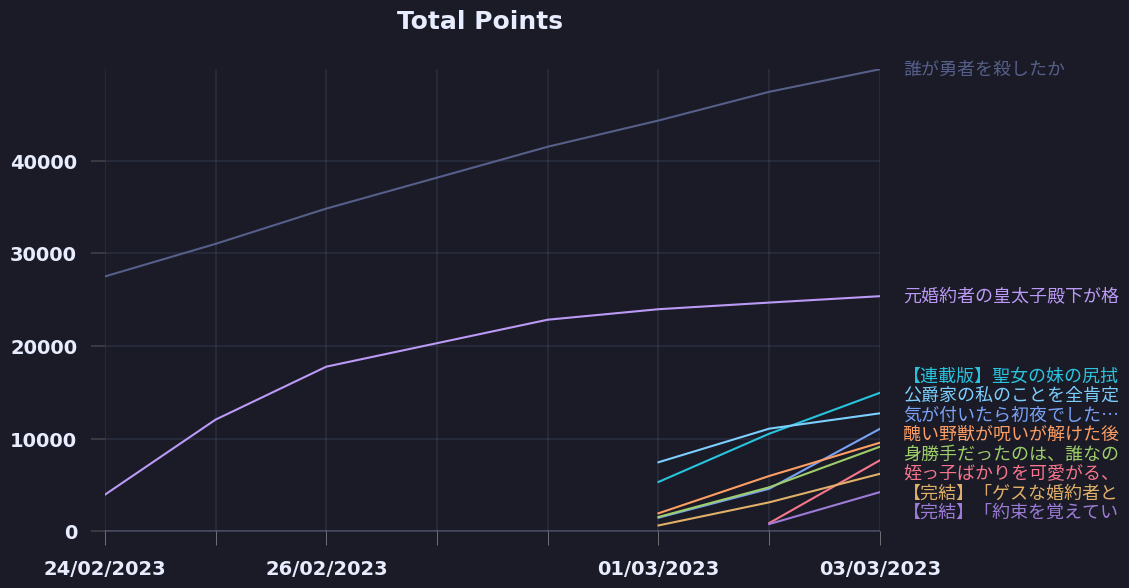 Total Points
誰が勇者を殺したか
40000
30000
元婚約者の皇太子殿下が格
20000
【連載版】聖女の妹の尻拭
公爵家の私のことを全肯定
気が付いたら初夜でした…
10000
醜い野獣が呪いが解けた後
身勝手だったのは、誰なの
姪っ子ばかりを可愛がる、
【完結】「ゲスな婚約者と
【完結】「約束を覚えてい
0
24/02/2023 26/02/2023 01/03/2023 03/03/2023